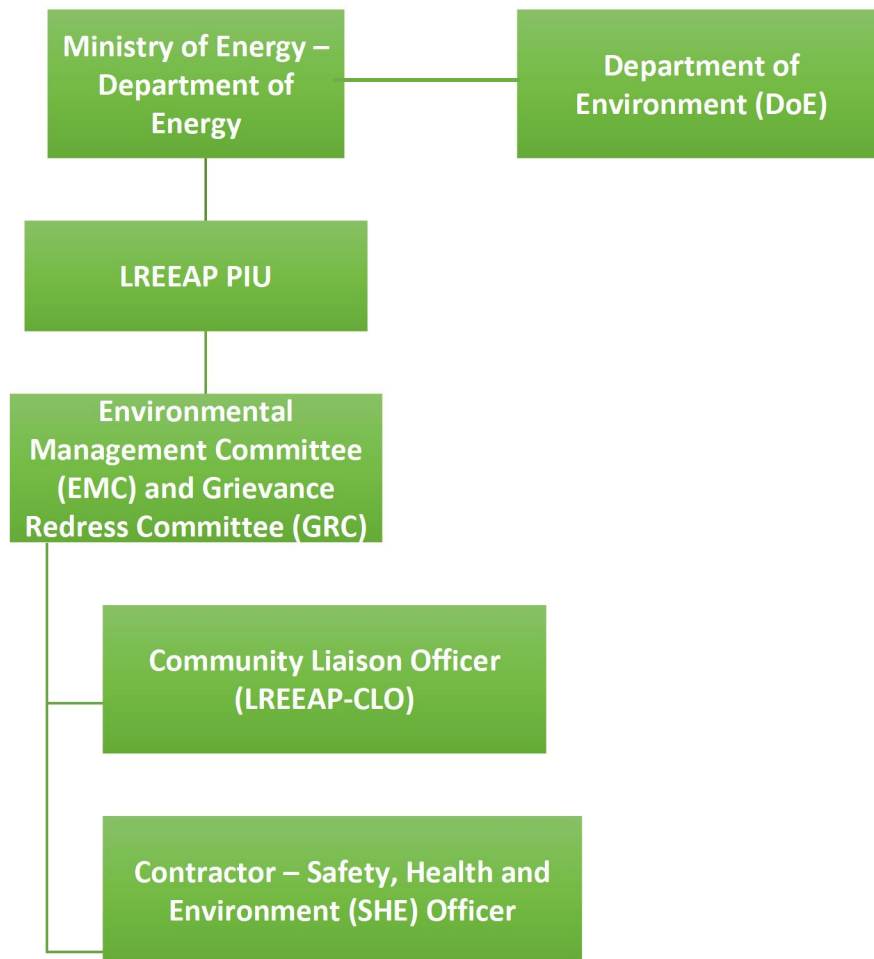 Ministry of Energy –
Department of
Energy
Department of
Environment (DoE)
LREEAP PIU
Environmental
Management Committee
(EMC) and Grievance
Redress Committee (GRC)
Community Liaison Officer
(LREEAP-CLO)
Contractor – Safety, Health and
Environment (SHE) Officer